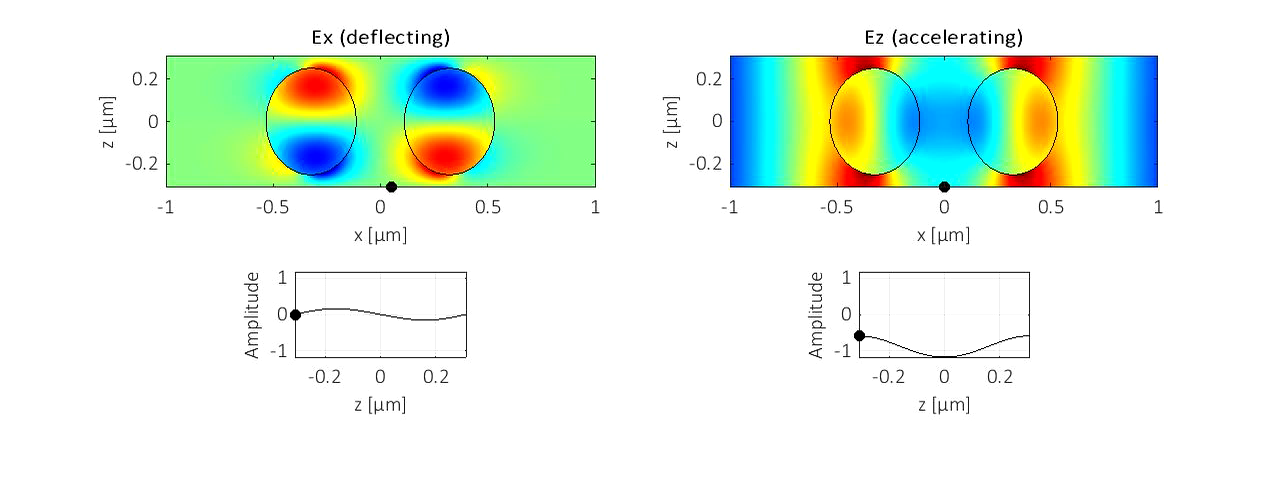 Ex (deflecting)
z [µm]
0.2
0
-0.2
-1 -0.5 0 0.5 1
x [µm]
Ez (accelerating)
z [µm]
0.2
0
-0.2
-1 -0.5 0 0.5 1
x [µm]
Amplitude
1
0
-1
-0.2 0 0.2
z [µm]
Amplitude
1
0
-1
-0.2 0 0.2
z [µm]